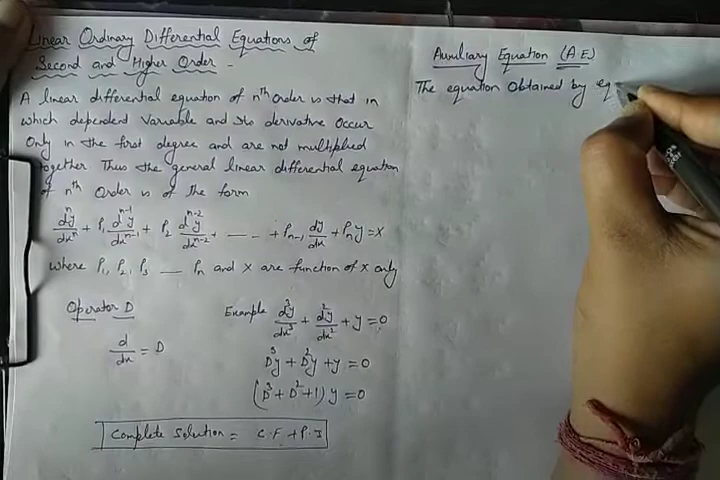 Linear Ordinary Differential Equations of
Second and Higher Order -
A linear differential equation of nth order is that in
which dependent variable and its derivative occur
Only in the first degree and are not multiplied
together Thus the general linear differential equation
of nth Order is of the form
dⁿy/dxⁿ + P₁ dⁿ⁻¹y/dxⁿ⁻¹ + P₂ dⁿ⁻²y/dxⁿ⁻² + -- - + Pₙ₋₁ dy/dx + Pₙy = X
where P₁, P₂, P₃ __ Pₙ and X are function of x only
Operator D
d/dx = D
Example d³y/dx³ + d²y/dx² + y = 0
D³y + D²y + y = 0
(D³ + D² + 1) y = 0
Complete Solution = C.F + P.I
Auxiliary Equation (A.E)
The equation Obtained by eq